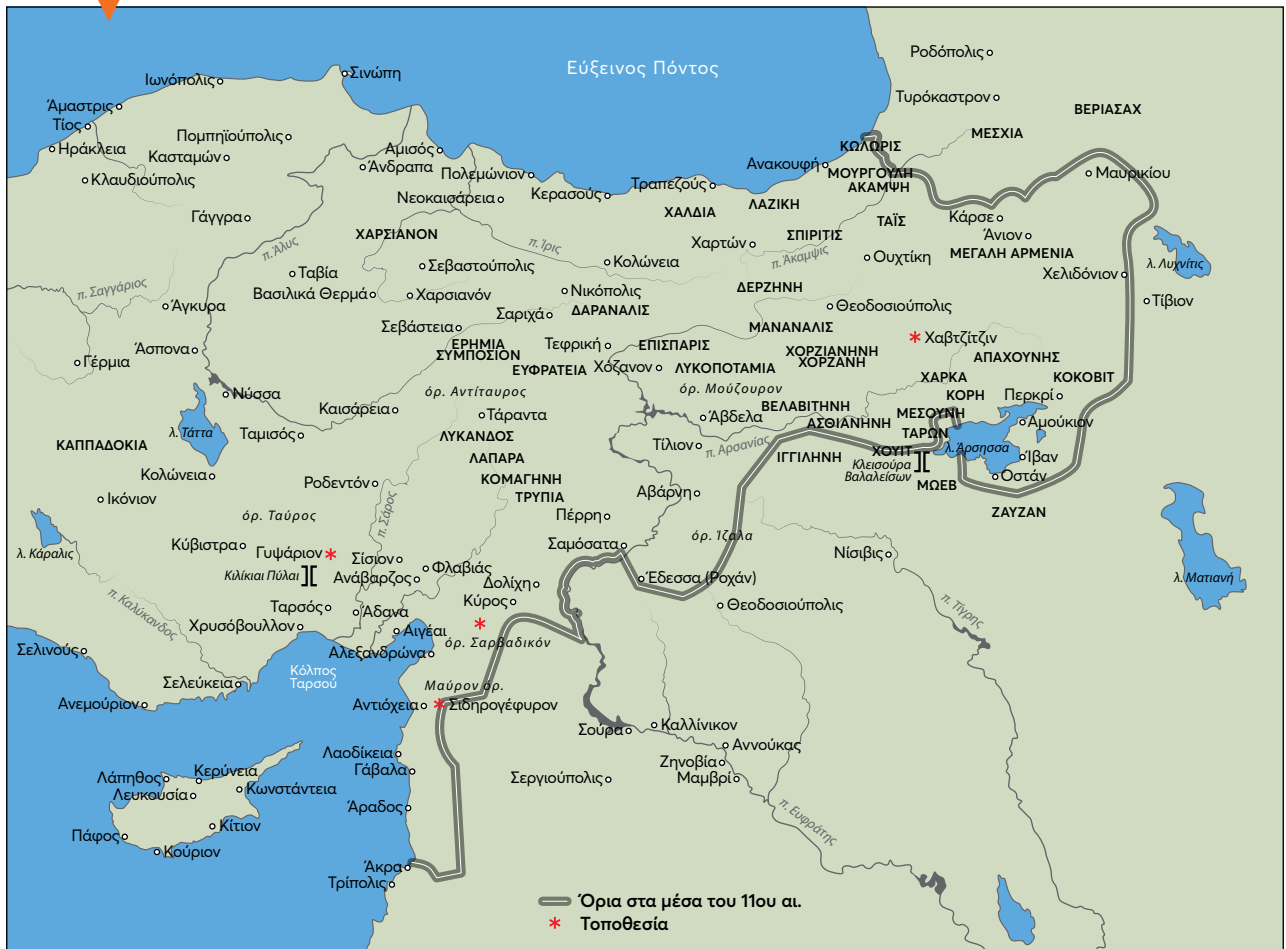 Ροδόπολις
Εύξεινος Πόντος
Σινώπη
Ιωνόπολις
Τυρόκαστρον
Άμαστρις
ΒΕΡΙΑΣΑΧ
Τίος
ΜΕΣΧΙΑ
Πομπηϊούπολις
Ηράκλεια
Κασταμών
Αμισός
ΚΩΛΩΡΙΣ
Άνδραπα
Ανακουφή
Πολεμώνιον
ΜΟΥΡΓΟΥΛΗ
Μαυρικίου
Κλαυδιούπολις
Τραπεζούς
ΑΚΑΜΨΗ
Νεοκαισάρεια
Κερασούς
ΛΑΖΙΚΗ
Γάγγρα
ΧΑΛΔΙΑ
ΤΑΪΣ
Κάρσε
ΧΑΡΣΙΑΝΟΝ
ΣΠΙΡΙΤΙΣ
Άνιον
π. Άλυς
π. Ίρις
Χαρτών
ΜΕΓΑΛΗ ΑΡΜΕΝΙΑ
π. Άκαμψις
Ουχτίκη
Κολώνεια
Σεβαστούπολις
λ. Λυχνίτις
Ταβία
Χελιδόνιον
π. Σαγγάριος
ΔΕΡΖΗΝΗ
Βασιλικά Θερμά
Χαρσιανόν
Νικόπολις
Τίβιον
Άγκυρα
Σαριχά
ΔΑΡΑΝΑΛΙΣ
Θεοδοσιούπολις
Σεβάστεια
ΜΑΝΑΝΑΛΙΣ
Χαβτζίτζιν
ΕΡΗΜΙΑ
ΣΥΜΠΟΣΙΟΝ
Τεφρική
ΕΠΙΣΠΑΡΙΣ
ΧΟΡΖΙΑΝΗΝΗ
ΧΟΡΖΑΝΗ
ΑΠΑΧΟΥΝΗΣ
Άσπονα
Γέρμια
ΕΥΦΡΑΤΕΙΑ
Χόζανον
ΛΥΚΟΠΟΤΑΜΙΑ
ΧΑΡΚΑ
ΚΟΚΟΒΙΤ
Νύσσα
όρ. Αντίταυρος
όρ. Μούζουρον
ΚΟΡΗ
Περκρί
Καισάρεια
Τάραντα
Άβδελα
ΒΕΛΑΒΙΤΗΝΗ
ΜΕΣΟΥΝΗ
Αμούκιον
ΑΣΘΙΑΝΗΝΗ
λ. Τάττα
Ταμισός
ΛΥΚΑΝΔΟΣ
Τίλιον
π. Αρσανίας
ΤΑΡΩΝ
λ. Άρσησσα
ΚΑΠΠΑΔΟΚΙΑ
ΛΑΠΑΡΑ
ΙΓΓΙΛΗΝΗ
ΧΟΥΙΤ
Ίβαν
Κλεισούρα
Βαλαλείσων
Κολώνεια
Ροδεντόν
ΚΟΜΑΓΗΝΗ
ΜΩΕΒ
Οστάν
Ικόνιον
ΤΡΥΠΙΑ
Αβάρνη
ΖΑΥΖΑΝ
όρ. Ταύρος
π. Σάρος
Πέρρη
όρ. Ίζαλα
Κύβιστρα
Γυψάριον
Σαμόσατα
Νίσιβις
λ. Κάραλις
Σίσιον
Φλαβιάς
Κιλίκιαι Πύλαι
Ανάβαρζος
Δολίχη
Έδεσσα (Ροχάν)
λ. Ματιανή
π. Καλύκανδος
Ταρσός
Άδανα
Κύρος
Θεοδοσιούπολις
π. Τίγρης
Χρυσόβουλλον
Αιγέαι
Σελινούς
όρ. Σαρβαδικόν
Αλεξανδρώνα
Κόλπος
Ταρσού
Σελεύκεια
Μαύρον όρ.
Ανεμούριον
Αντιόχεια
Σιδηρογέφυρον
Σούρα
Καλλίνικον
Αννούκας
Λαοδίκεια
Ζηνοβία
Γάβαλα
Κερύνεια
Λάπηθος
Σεργιούπολις
Μαμβρί
Λευκουσία
Κωνστάντεια
Άραδος
π. Ευφράτης
Πάφος
Κίτιον
Κούριον
Άκρα
Τρίπολις
Όρια στα μέσα του 11ου αι.
Τοποθεσία